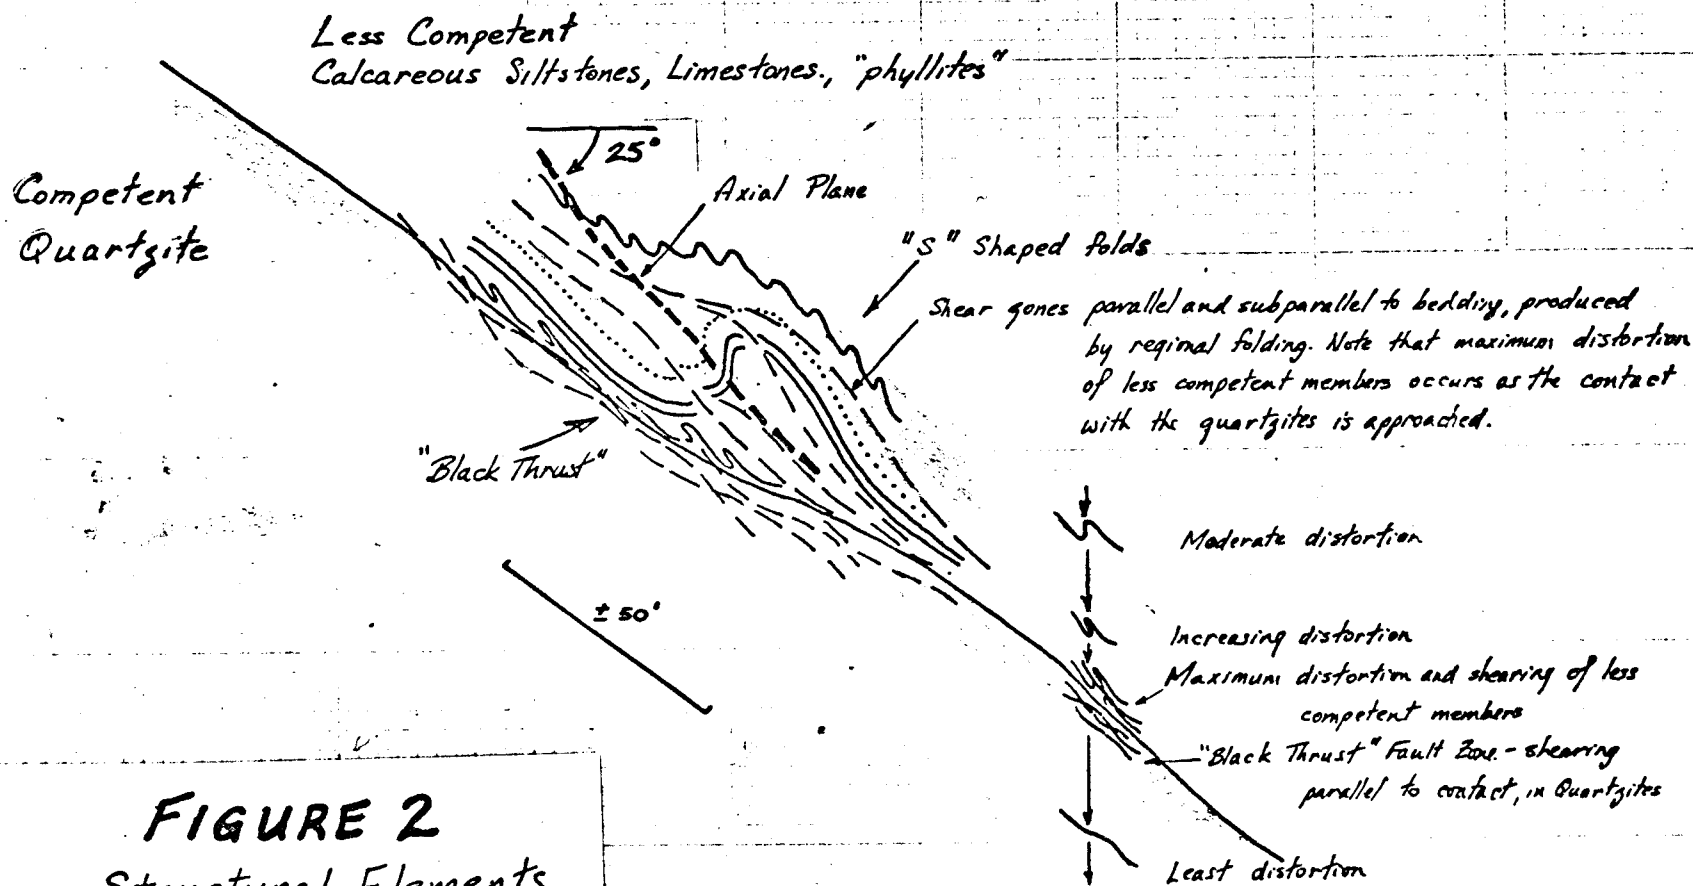 Less Competent
Calcareous Siltstones, Limestones., "phyllites"
25°
Competent
Quartzite
Axial Plane
"S" Shaped folds
Shear zones parallel and subparallel to bedding, produced
by regional folding. Note that maximum distortion
of less competent members occurs as the contact
with the quartzites is approached.
"Black Thrust"
± 50'
Moderate distortion
Increasing distortion
Maximum distortion and shearing of less
competent members
"Black Thrust" Fault Zone - shearing
parallel to contact, in Quartzites
Least distortion
FIGURE 2
Structural Elements